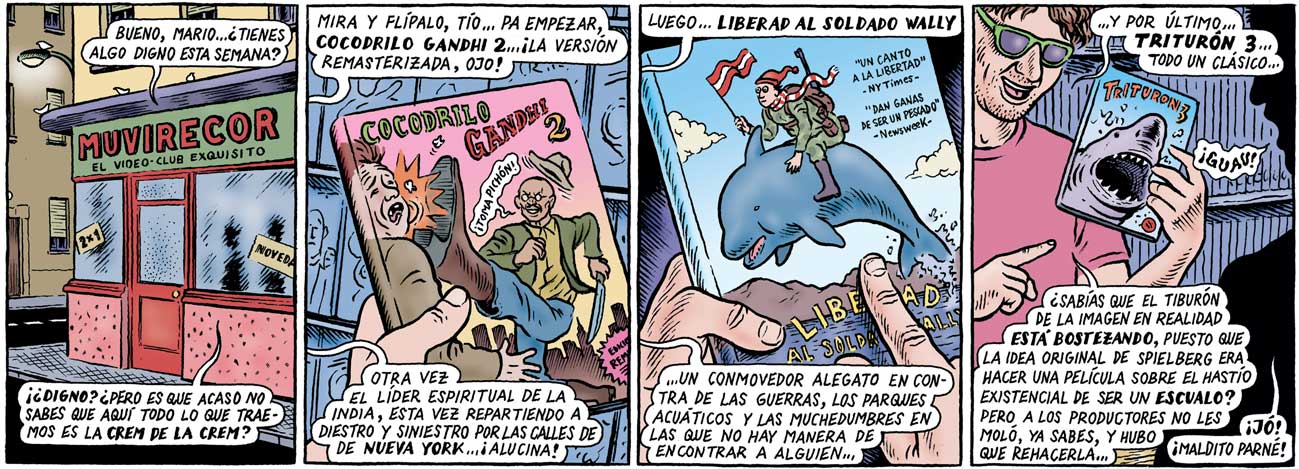 BUENO, MARIO...¿TIENES
ALGO DIGNO ESTA SEMANA?
MUVIRECOR
EL VIDEO-CLUB EXQUISITO
2x1
NOVEDA
¡¿DIGNO?¿PERO ES QUE ACASO NO
SABES QUE AQUÍ TODO LO QUE TRAE-
MOS ES LA CREM DE LA CREM?
MIRA Y FLÍPALO, TÍO... PA EMPEZAR,
COCODRILO GANDHI 2...¡LA VERSIÓN
REMASTERIZADA, OJO!
COCODRILO
GANDHI
2
¡TOMA PICHÓN!
OTRA VEZ
EL LÍDER ESPIRITUAL DE LA
INDIA, ESTA VEZ REPARTIENDO A
DIESTRO Y SINIESTRO POR LAS CALLES DE
DE NUEVA YORK...¡ALUCINA!
LUEGO... LIBERAD AL SOLDADO WALLY
"UN CANTO
A LA LIBERTAD"
-NY Times-
"DAN GANAS
DE SER UN PESCADO"
-Newsweek-
LIBERAD
AL SOLDA
ALLY
...UN CONMOVEDOR ALEGATO EN CON-
TRA DE LAS GUERRAS, LOS PARQUES
ACUÁTICOS Y LAS MUCHEDUMBRES EN
LAS QUE NO HAY MANERA DE
ENCONTRAR A ALGUIEN...
...Y POR ÚLTIMO...
TRITURÓN 3...
TODO UN CLÁSICO...
TRITURÓN 3
¡GUAU!
¿SABÍAS QUE EL TIBURÓN
DE LA IMAGEN EN REALIDAD
ESTÁ BOSTEZANDO, PUESTO QUE
LA IDEA ORIGINAL DE SPIELBERG ERA
HACER UNA PELÍCULA SOBRE EL HASTÍO
EXISTENCIAL DE SER UN ESCUALO?
PERO A LOS PRODUCTORES NO LES
MOLÓ, YA SABES, Y HUBO
QUE REHACERLA...
¡JÓ!
¡MALDITO PARNÉ!